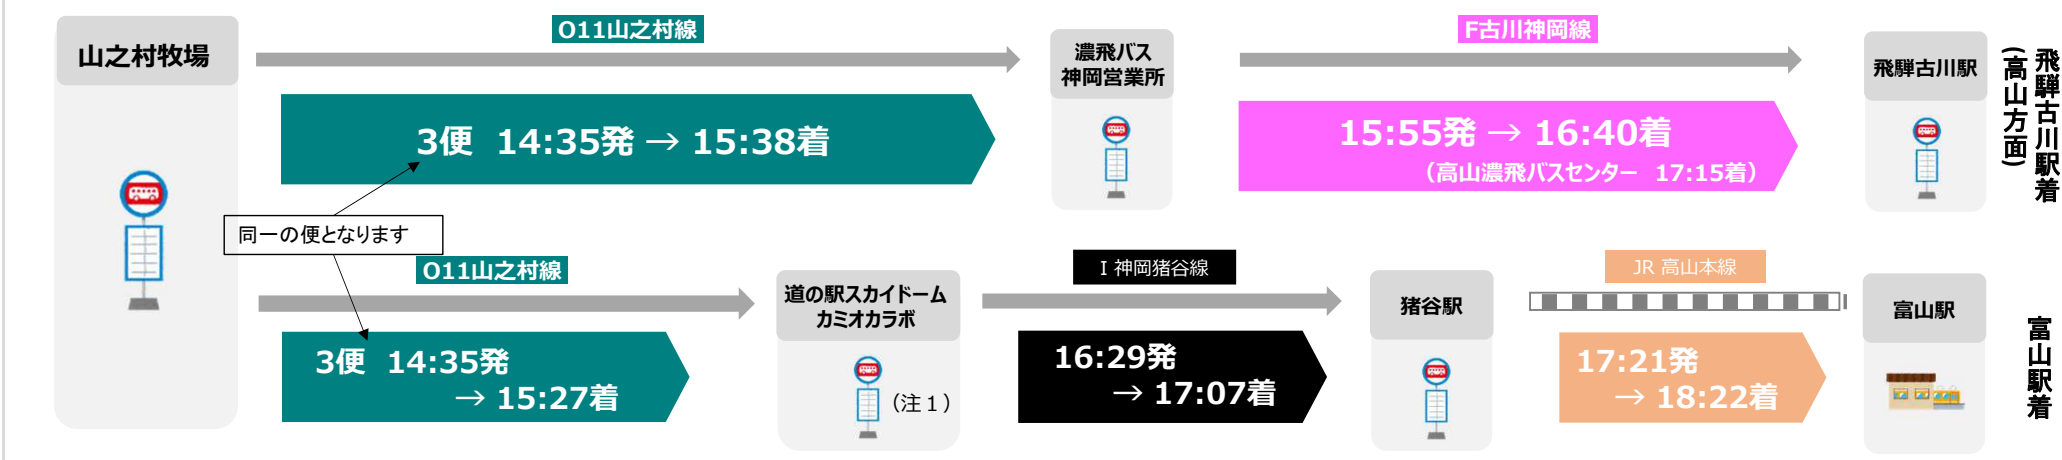 山之村牧場
O11山之村線
3便 14:35発 → 15:38着
濃飛バス
神岡営業所
F古川神岡線
15:55発 → 16:40着
（高山濃飛バスセンター 17:15着）
飛騨古川駅
飛騨古川駅着
（高山方面）
同一の便となります
O11山之村線
3便 14:35発
→ 15:27着
道の駅スカイドーム
カミオカラボ
（注１）
I 神岡猪谷線
16:29発
→ 17:07着
猪谷駅
JR 高山本線
17:21発
→ 18:22着
富山駅
富山駅着